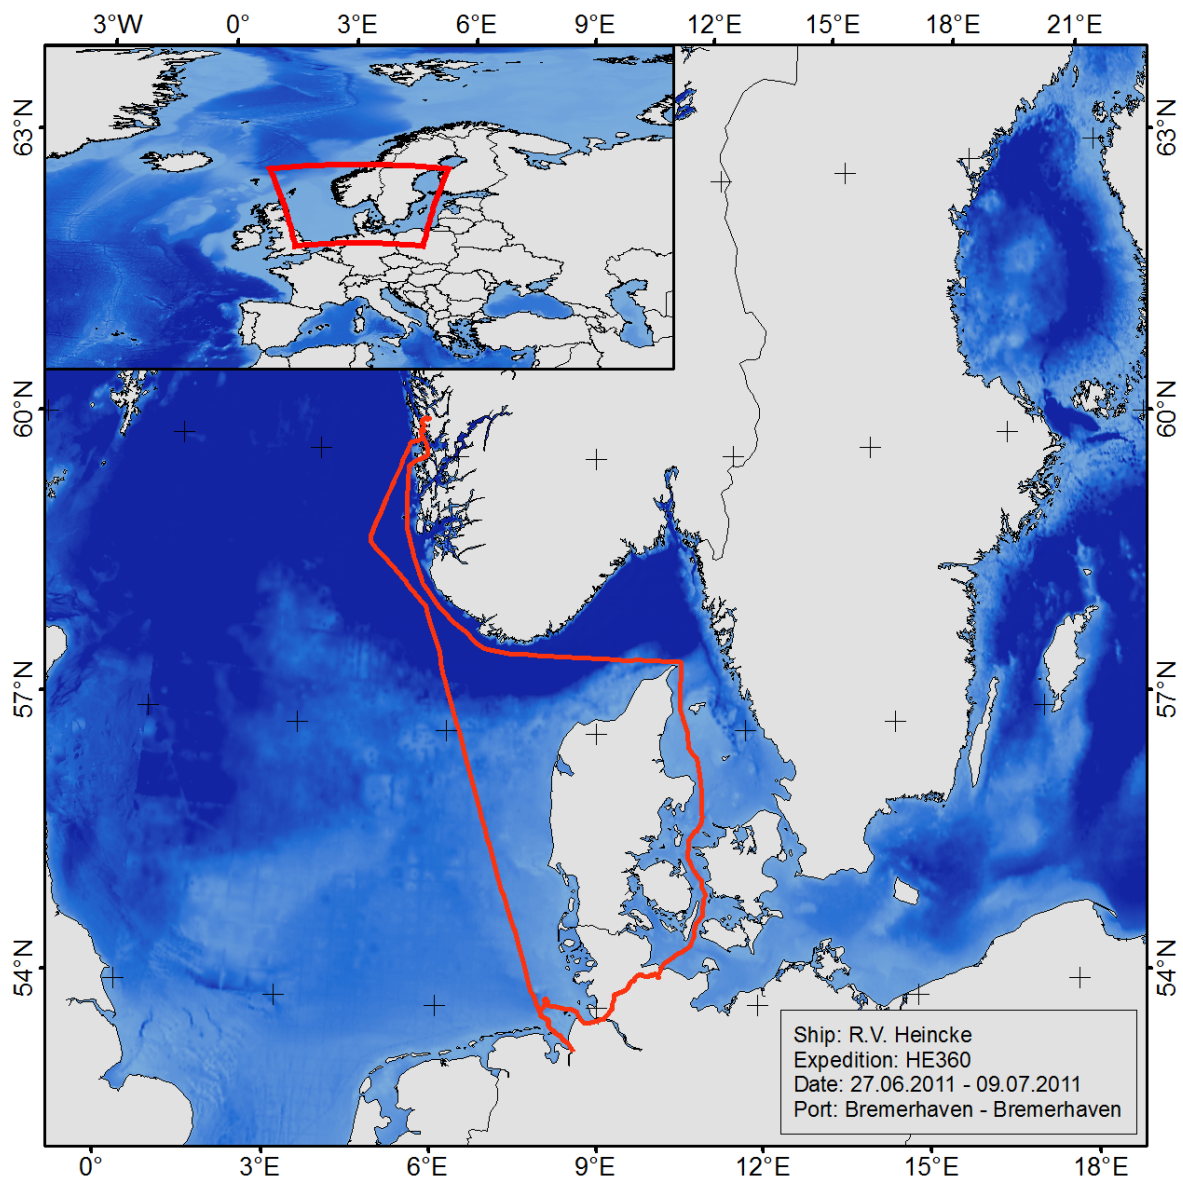 3°W 0° 3°E 6°E 9°E 12°E 15°E 18°E 21°E
63°N 63°N
60°N 60°N
57°N 57°N
54°N 54°N
Ship: R.V. Heincke
Expedition: HE360
Date: 27.06.2011 - 09.07.2011
Port: Bremerhaven - Bremerhaven
0° 3°E 6°E 9°E 12°E 15°E 18°E